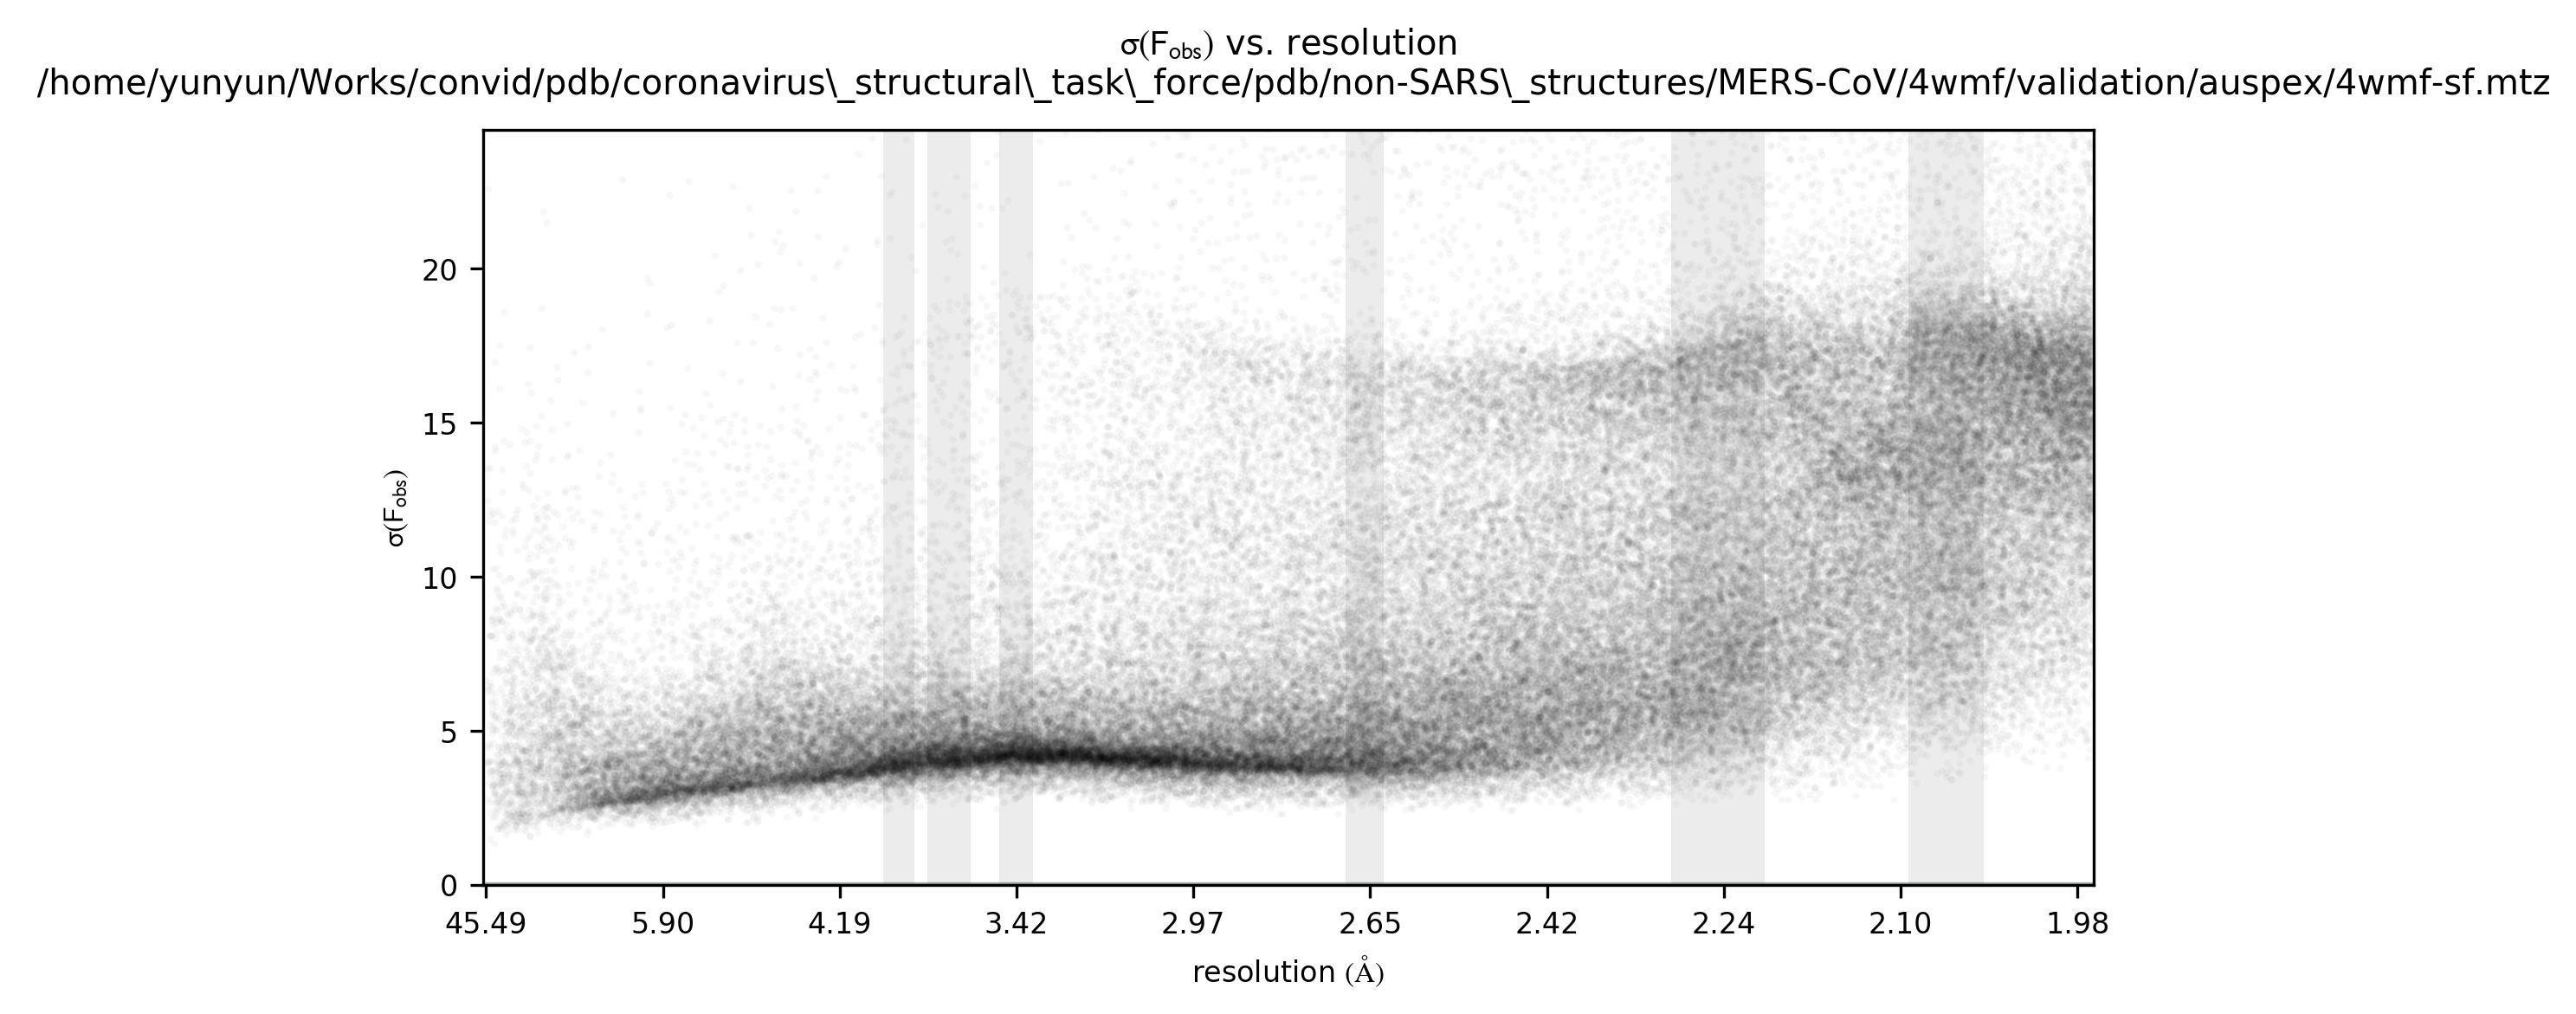 σ(Fobs) vs. resolution
/home/yunyun/Works/convid/pdb/coronavirus\_structural\_task\_force/pdb/non-SARS\_structures/MERS-CoV/4wmf/validation/auspex/4wmf-sf.mtz
σ(Fobs)
20
15
10
5
0
45.49 5.90 4.19 3.42 2.97 2.65 2.42 2.24 2.10 1.98
resolution (Å)